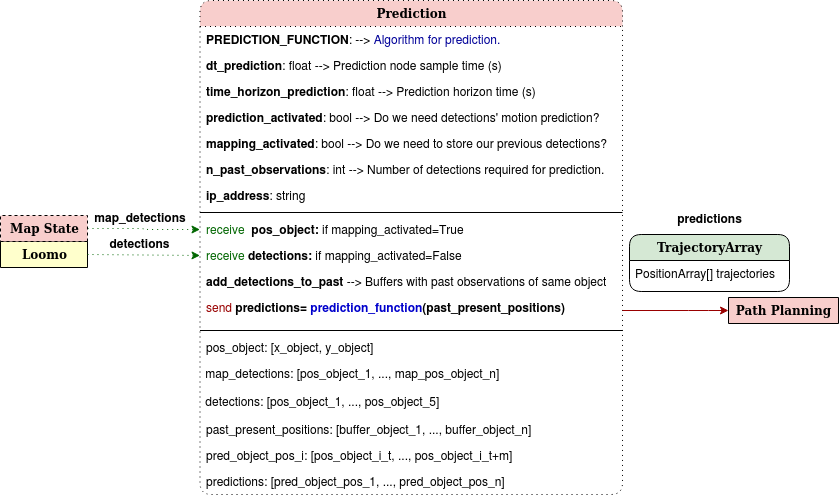 Prediction
PREDICTION_FUNCTION: --> Algorithm for prediction.
dt_prediction: float --> Prediction node sample time (s)
time_horizon_prediction: float --> Prediction horizon time (s)
prediction_activated: bool --> Do we need detections' motion prediction?
mapping_activated: bool --> Do we need to store our previous detections?
n_past_observations: int --> Number of detections required for prediction.
ip_address: string
Map State
map_detections
receive pos_object: if mapping_activated=True
Loomo
detections
receive detections: if mapping_activated=False
add_detections_to_past --> Buffers with past observations of same object
send predictions= prediction_function(past_present_positions)
predictions
TrajectoryArray
PositionArray[] trajectories
Path Planning
pos_object: [x_object, y_object]
map_detections: [pos_object_1, ..., map_pos_object_n]
detections: [pos_object_1, ..., pos_object_5]
past_present_positions: [buffer_object_1, ..., buffer_object_n]
pred_object_pos_i: [pos_object_i_t, ..., pos_object_i_t+m]
predictions: [pred_object_pos_1, ..., pred_object_pos_n]